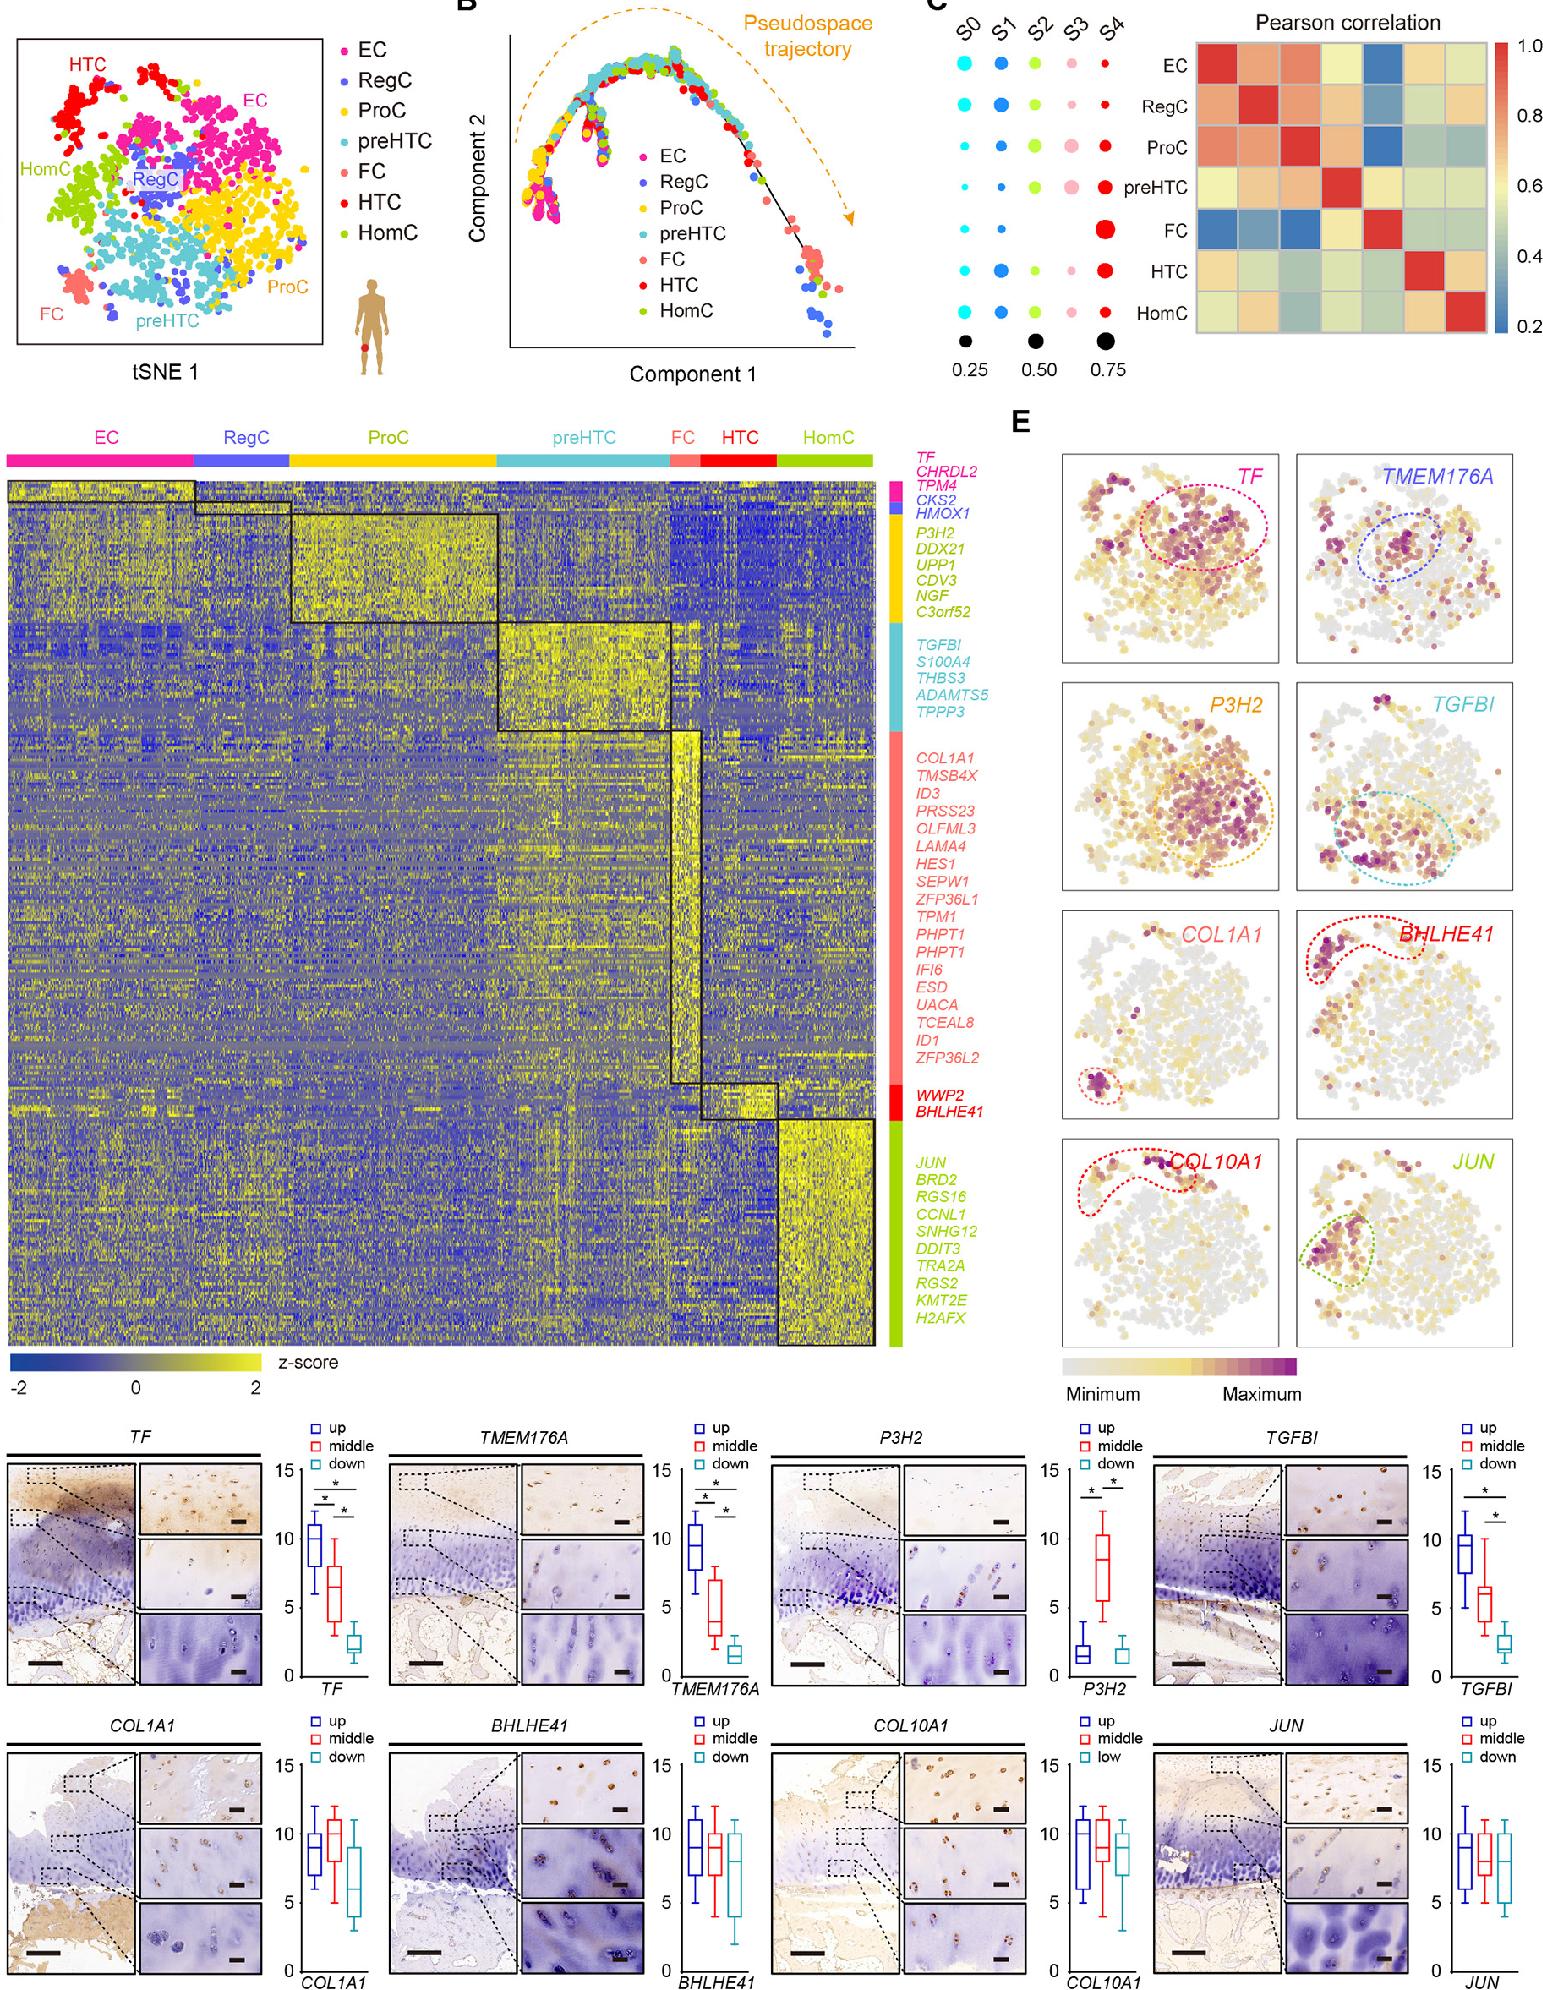 B
C
HTC
EC
HomC
RegC
FC
preHTC
ProC
tSNE 1
EC
RegC
ProC
preHTC
FC
HTC
HomC
Pseudospace
trajectory
Component 2
EC
RegC
ProC
preHTC
FC
HTC
HomC
Component 1
S0 S1 S2 S3 S4
0.25 0.50 0.75
Pearson correlation
EC
RegC
ProC
preHTC
FC
HTC
HomC
1.0
0.8
0.6
0.4
0.2
EC RegC ProC preHTC FC HTC HomC
TF
CHRDL2
TPM4
CKS2
HMOX1
P3H2
DDX21
UPP1
CDV3
NGF
C3orf52
TGFBI
S100A4
THBS3
ADAMTS5
TPPP3
COL1A1
TMSB4X
ID3
PRSS23
OLFML3
LAMA4
HES1
SEPW1
ZFP36L1
TPM1
PHPT1
PHPT1
IFI6
ESD
UACA
TCEAL8
ID1
ZFP36L2
WWP2
BHLHE41
JUN
BRD2
RGS16
CCNL1
SNHG12
DDIT3
TRA2A
RGS2
KMT2E
H2AFX
z-score
-2 0 2
E
TF
TMEM176A
P3H2
TGFBI
COL1A1
BHLHE41
COL10A1
JUN
Minimum Maximum
TF
up
middle
down
15
10
5
0
*
*
*
TF
TMEM176A
up
middle
down
15
10
5
0
*
*
*
TMEM176A
P3H2
up
middle
down
15
10
5
0
*
*
P3H2
TGFBI
up
middle
down
15
10
5
0
*
*
TGFBI
COL1A1
up
middle
down
15
10
5
0
COL1A1
BHLHE41
up
middle
down
15
10
5
0
BHLHE41
COL10A1
up
middle
low
15
10
5
0
COL10A1
JUN
up
middle
down
15
10
5
0
JUN